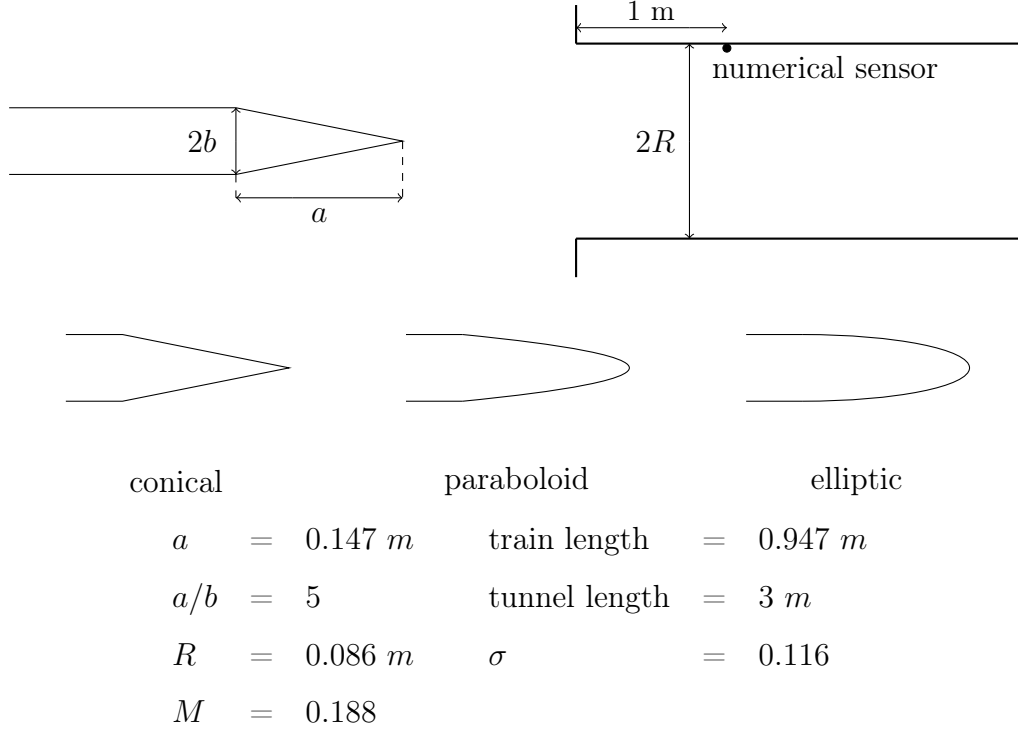 1 m
numerical sensor
2b
2R
a
conical paraboloid elliptic
a = 0.147 m train length = 0.947 m
a/b = 5 tunnel length = 3 m
R = 0.086 m σ = 0.116
M = 0.188